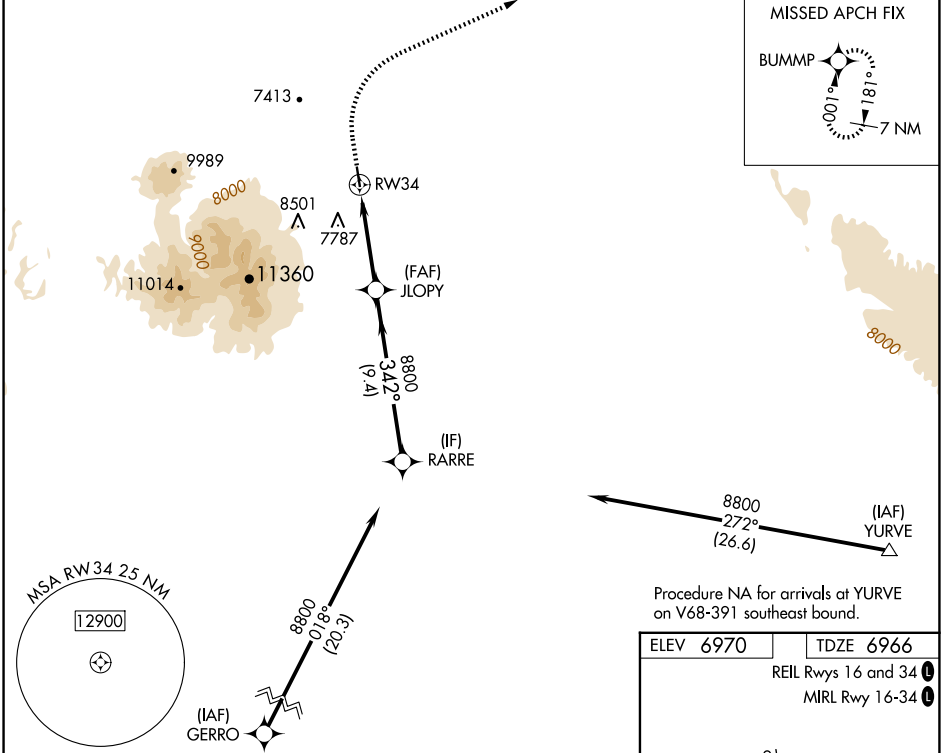 MISSED APCH FIX
BUMMP
001°
181°
7 NM
7413
9989
8000
RW34
8501
7787
9000
11360
11014
(FAF)
JLOPY
8000
8800
342°
(9.4)
(IF)
RARRE
8800
272°
(26.6)
(IAF)
YURVE
MSA RW34 25 NM
12900
8800
018°
(20.3)
(IAF)
GERRO
Procedure NA for arrivals at YURVE
on V68-391 southeast bound.
ELEV 6970
TDZE 6966
REIL Rwys 16 and 34 L
MIRL Rwy 16-34 L